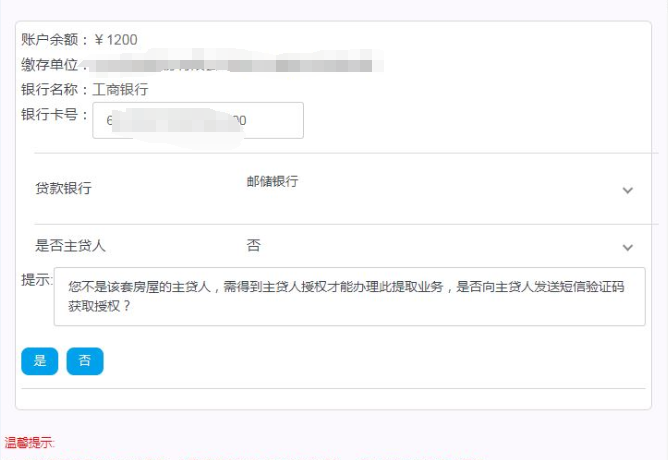 账户余额：￥1200
缴存单位：
银行名称：工商银行
银行卡号：6 00
贷款银行 邮储银行
是否主贷人 否
提示: 您不是该套房屋的主贷人，需得到主贷人授权才能办理此提取业务，是否向主贷人发送短信验证码
获取授权？
是 否
温馨提示: